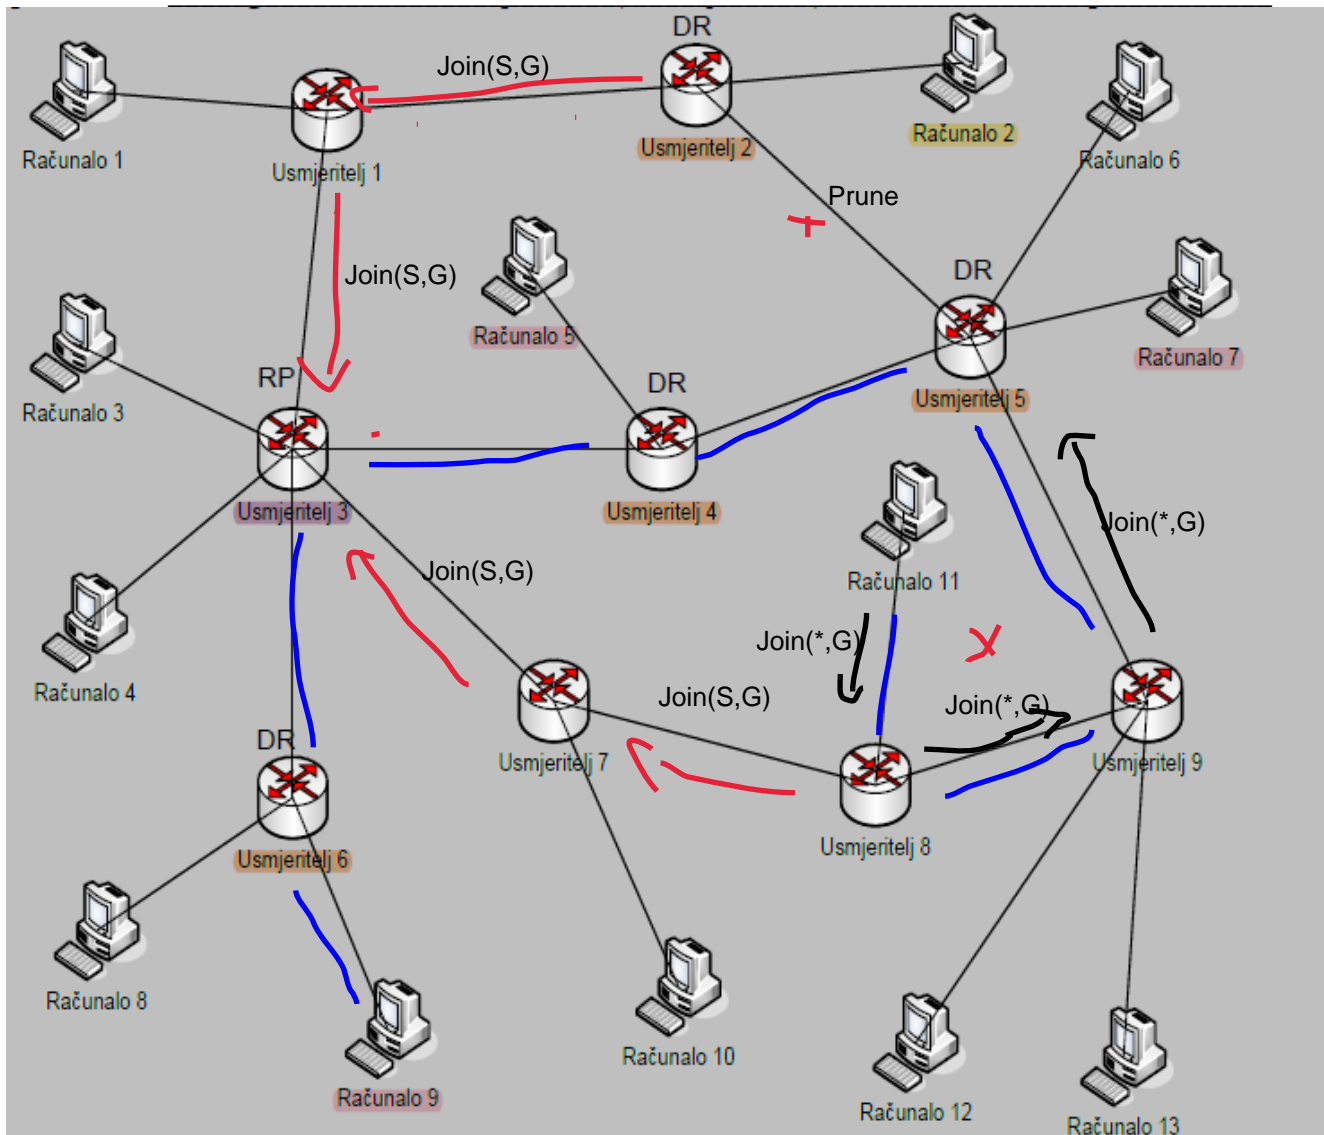 DR
Join(S,G)
Računalo 1
Usmjeritelj 1
Usmjeritelj 2
Računalo 2
Računalo 6
Prune
Join(S,G)
DR
Računalo 5
Računalo 7
RP
DR
Računalo 3
Usmjeritelj 5
Usmjeritelj 3
Usmjeritelj 4
Join(*,G)
Join(S,G)
Računalo 11
Join(*,G)
Računalo 4
Join(S,G)
Join(*,G)
DR
Usmjeritelj 7
Usmjeritelj 9
Usmjeritelj 8
Usmjeritelj 6
Računalo 8
Računalo 10
Računalo 9
Računalo 12
Računalo 13